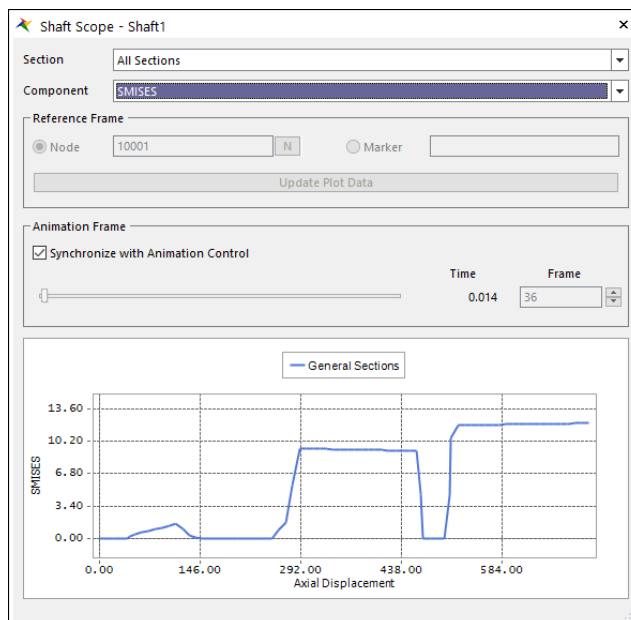 Shaft Scope - Shaft1
Section All Sections
Component SMISES
Reference Frame
Node 10001 N Marker
Update Plot Data
Animation Frame
Synchronize with Animation Control
Time Frame
0.014 36
General Sections
13.60
10.20
6.80
3.40
0.00
SMISES
0.00 146.00 292.00 438.00 584.00
Axial Displacement